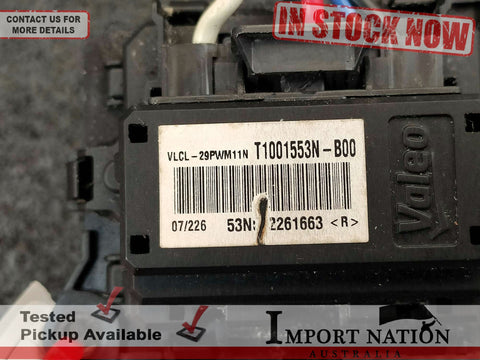 CONTACT US
FOR MORE DETAILS
IN STOCK NOW
VLCL-29PWM11N T1001553N-B00
07/226 53N 2261663 <R>
Valeo
Tested
Pickup Available
IMPORT NATION
AUSTRALIA